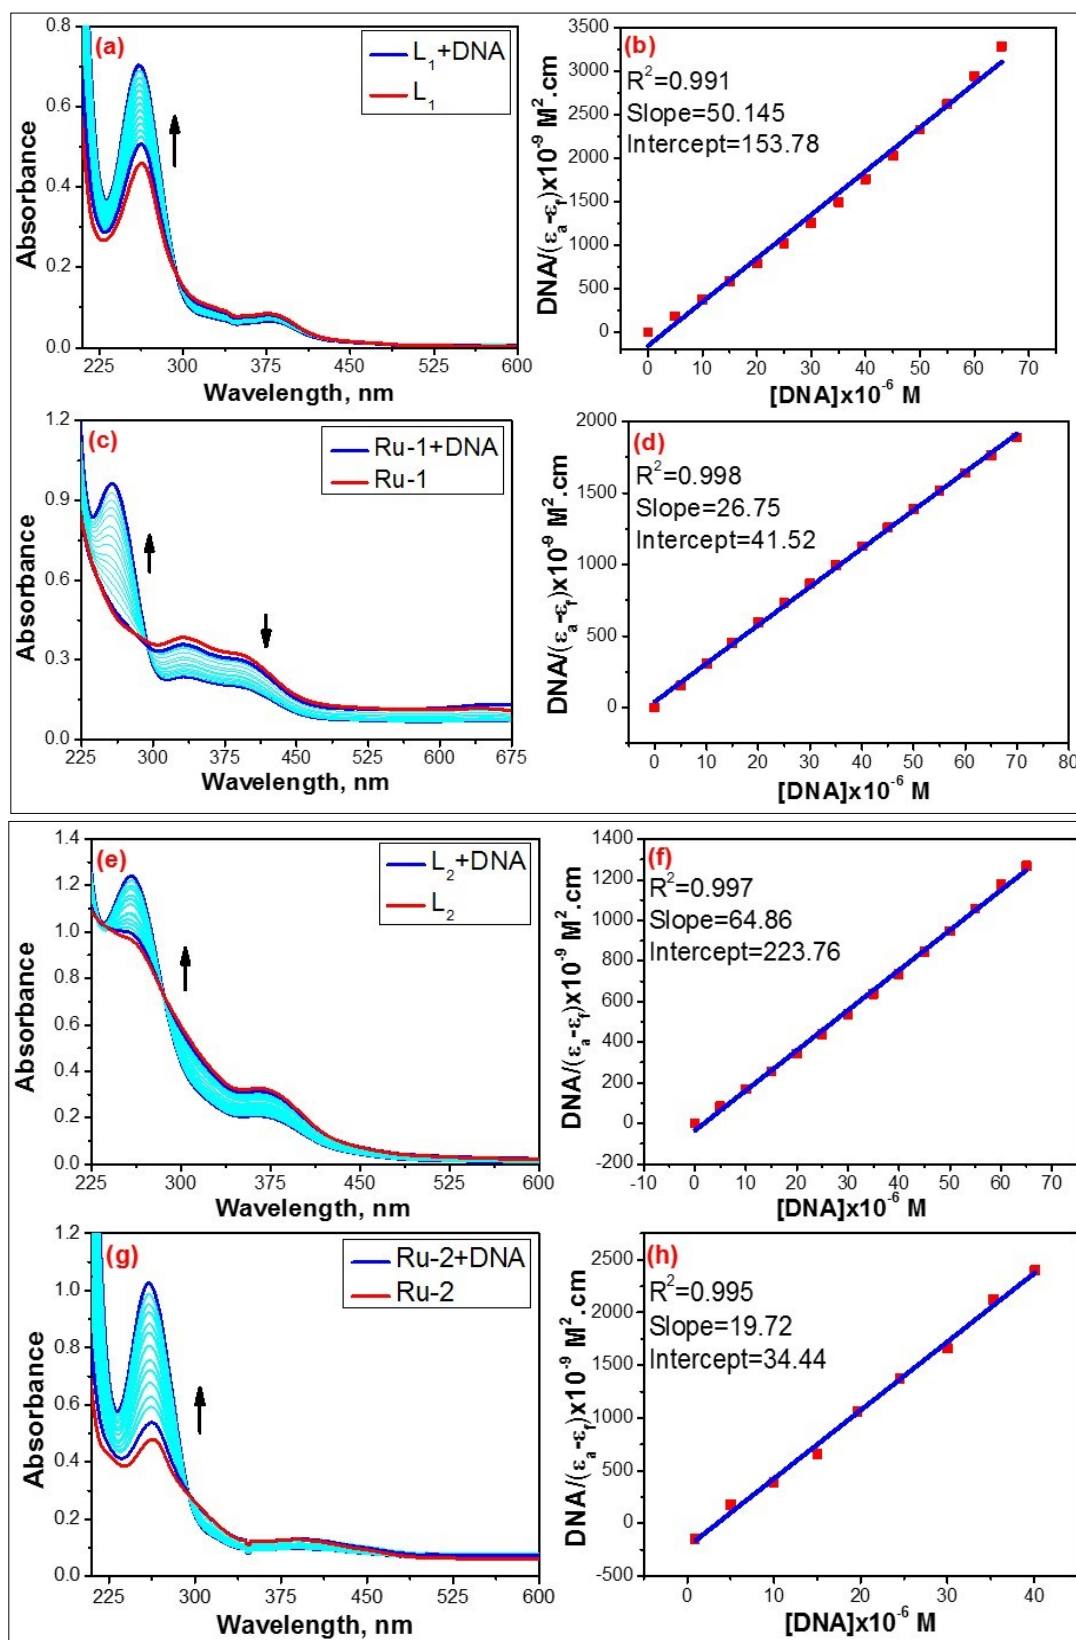 (a)
L₁+DNA
L₁
0.8
0.6
0.4
0.2
0.0
Absorbance
225 300 375 450 525 600
Wavelength, nm
(b)
R²=0.991
Slope=50.145
Intercept=153.78
3500
3000
2500
2000
1500
1000
500
0
DNA/(εₐ-ε_f)x10⁻⁹ M².cm
0 10 20 30 40 50 60 70
[DNA]x10⁻⁶ M
(c)
Ru-1+DNA
Ru-1
1.2
0.9
0.6
0.3
0.0
Absorbance
225 300 375 450 525 600 675
Wavelength, nm
(d)
R²=0.998
Slope=26.75
Intercept=41.52
2000
1500
1000
500
0
DNA/(εₐ-ε_f)x10⁻⁹ M².cm
0 10 20 30 40 50 60 70 80
[DNA]x10⁻⁶ M
(e)
L₂+DNA
L₂
1.4
1.2
1.0
0.8
0.6
0.4
0.2
0.0
Absorbance
225 300 375 450 525 600
Wavelength, nm
(f)
R²=0.997
Slope=64.86
Intercept=223.76
1400
1200
1000
800
600
400
200
0
-200
DNA/(εₐ-ε_f)x10⁻⁹ M².cm
-10 0 10 20 30 40 50 60 70
[DNA]x10⁻⁶ M
(g)
Ru-2+DNA
Ru-2
1.2
1.0
0.8
0.6
0.4
0.2
0.0
Absorbance
225 300 375 450 525 600
Wavelength, nm
(h)
R²=0.995
Slope=19.72
Intercept=34.44
2500
2000
1500
1000
500
0
-500
DNA/(εₐ-ε_f)x10⁻⁹ M².cm
0 10 20 30 40
[DNA]x10⁻⁶ M